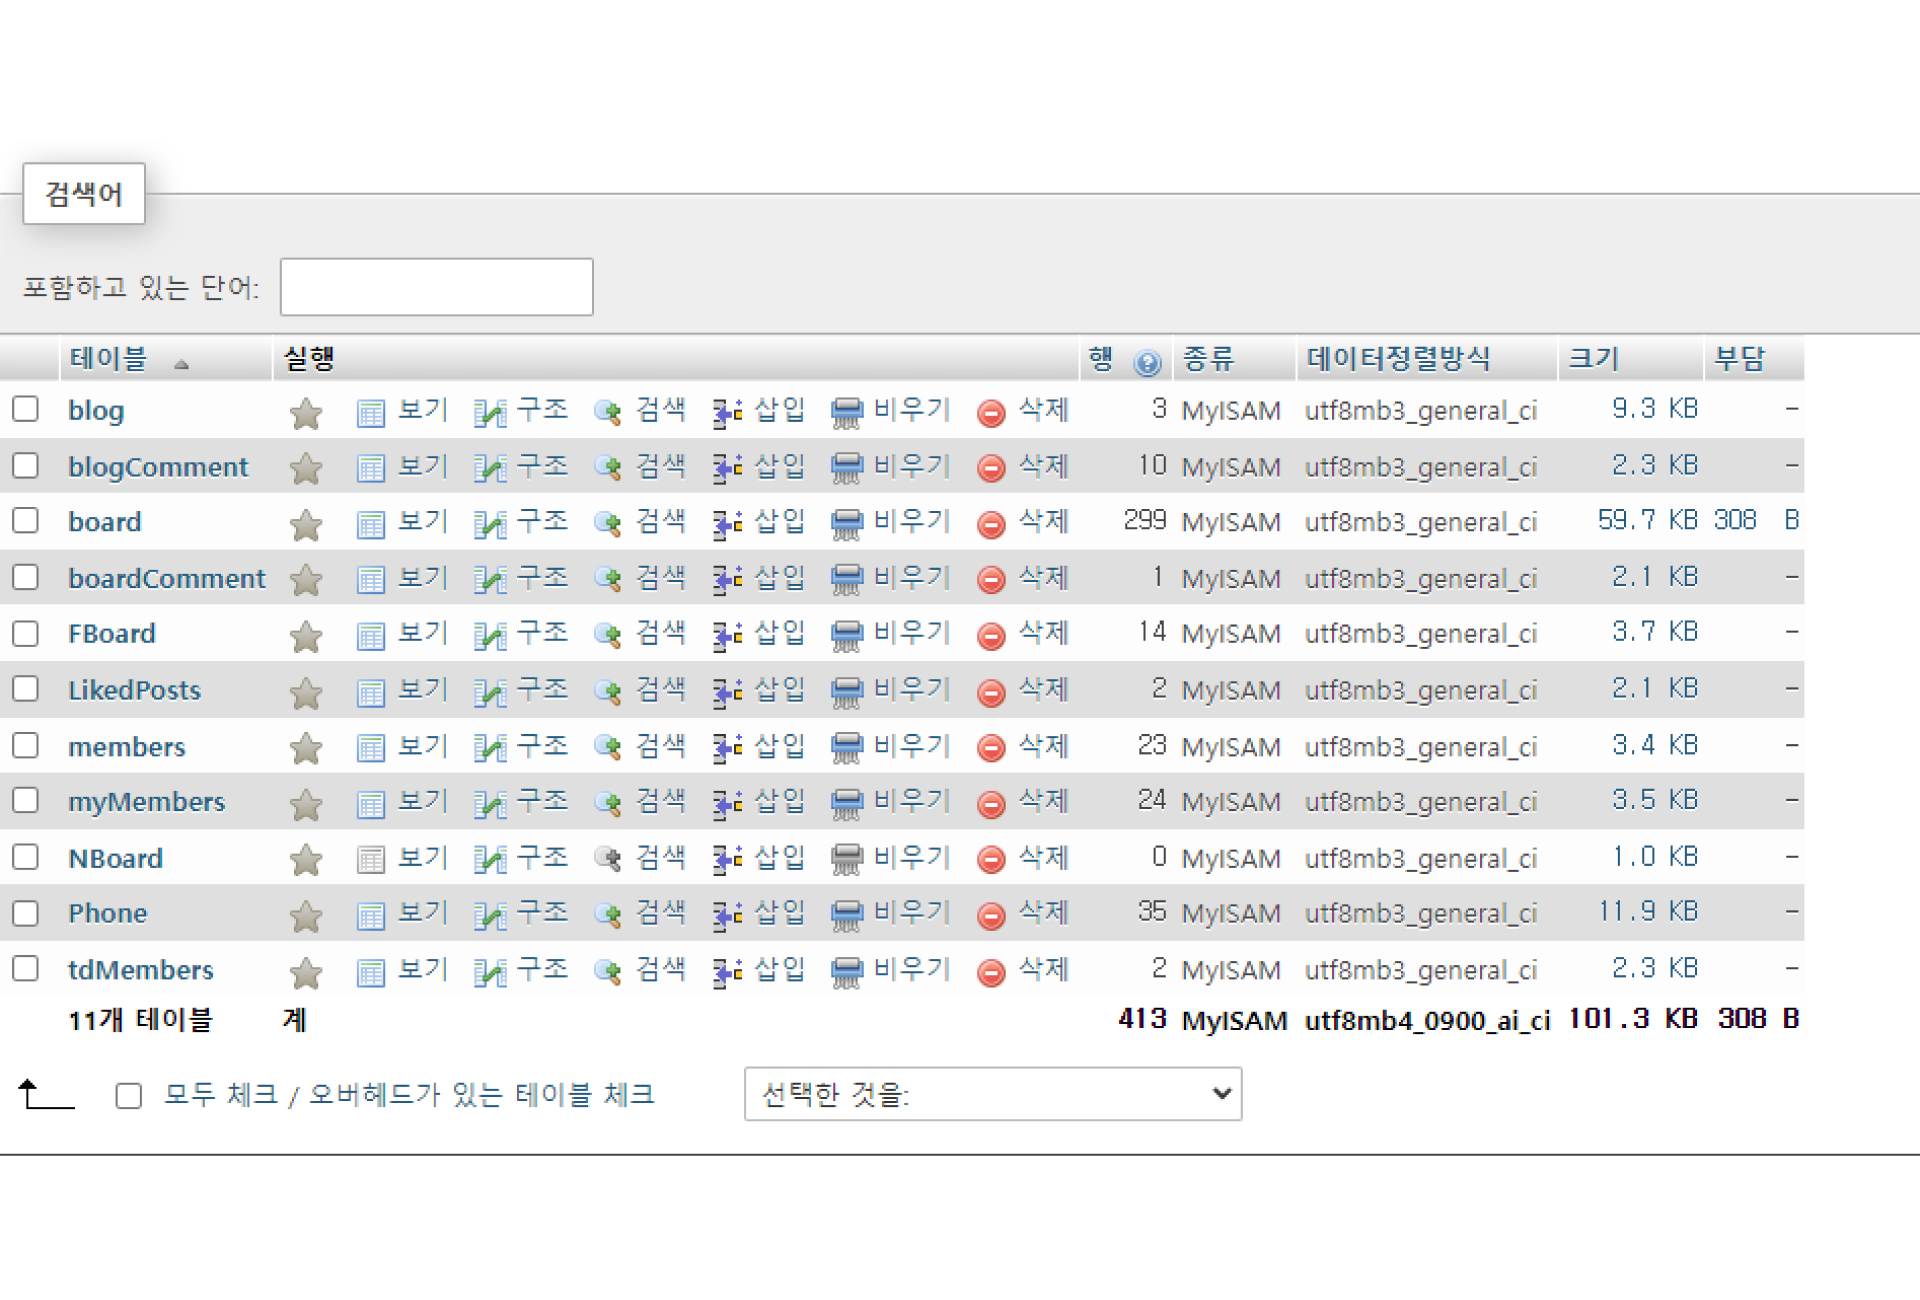 검색어
포함하고 있는 단어:
테이블 실행 행 종류 데이터정렬방식 크기 부담
blog 보기 구조 검색 삽입 비우기 삭제 3 MyISAM utf8mb3_general_ci 9.3 KB -
blogComment 보기 구조 검색 삽입 비우기 삭제 10 MyISAM utf8mb3_general_ci 2.3 KB -
board 보기 구조 검색 삽입 비우기 삭제 299 MyISAM utf8mb3_general_ci 59.7 KB 308 B
boardComment 보기 구조 검색 삽입 비우기 삭제 1 MyISAM utf8mb3_general_ci 2.1 KB -
FBoard 보기 구조 검색 삽입 비우기 삭제 14 MyISAM utf8mb3_general_ci 3.7 KB -
LikedPosts 보기 구조 검색 삽입 비우기 삭제 2 MyISAM utf8mb3_general_ci 2.1 KB -
members 보기 구조 검색 삽입 비우기 삭제 23 MyISAM utf8mb3_general_ci 3.4 KB -
myMembers 보기 구조 검색 삽입 비우기 삭제 24 MyISAM utf8mb3_general_ci 3.5 KB -
NBoard 보기 구조 검색 삽입 비우기 삭제 0 MyISAM utf8mb3_general_ci 1.0 KB -
Phone 보기 구조 검색 삽입 비우기 삭제 35 MyISAM utf8mb3_general_ci 11.9 KB -
tdMembers 보기 구조 검색 삽입 비우기 삭제 2 MyISAM utf8mb3_general_ci 2.3 KB -
11개 테이블 계 413 MyISAM utf8mb4_0900_ai_ci 101.3 KB 308 B
모두 체크 / 오버헤드가 있는 테이블 체크 선택한 것을: